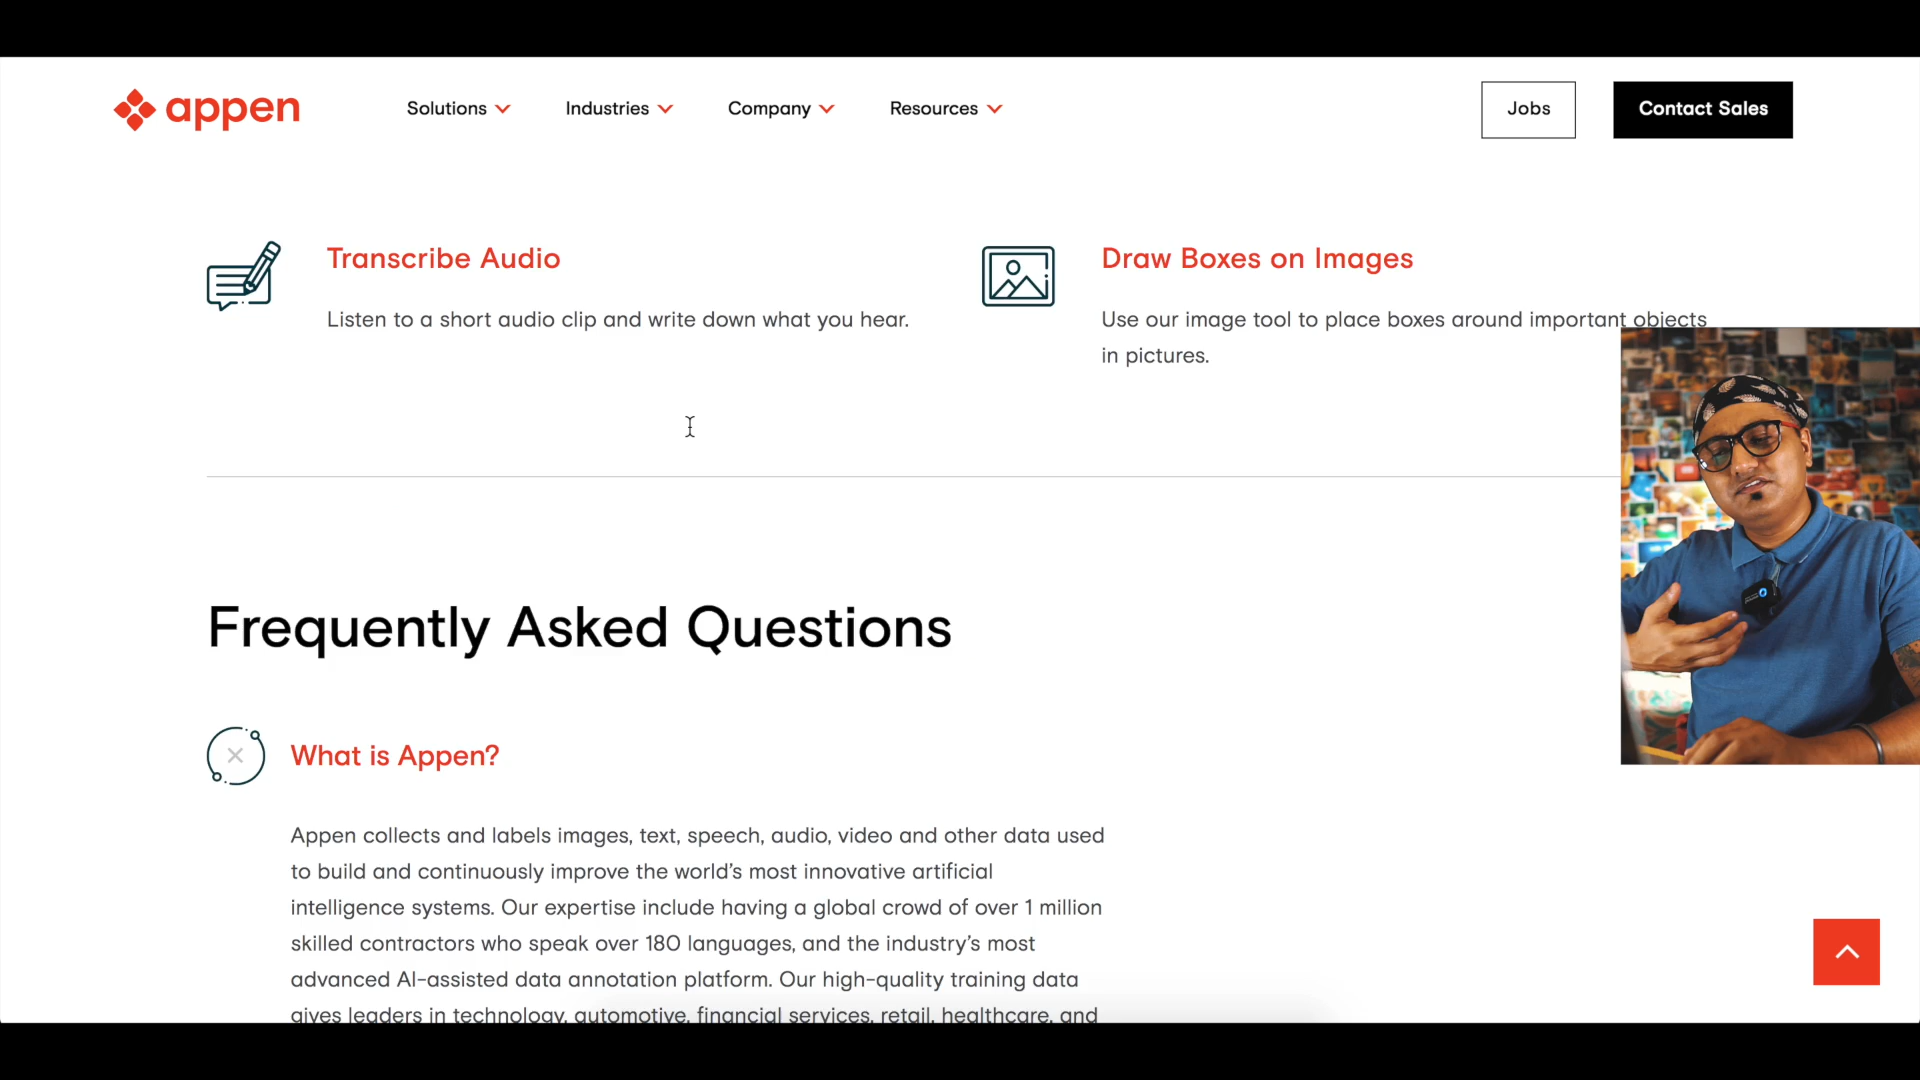 appen
Solutions
Industries
Company
Resources
Jobs
Contact Sales
Transcribe Audio
Listen to a short audio clip and write down what you hear.
Draw Boxes on Images
Use our image tool to place boxes around important objects
in pictures.
Frequently Asked Questions
What is Appen?
Appen collects and labels images, text, speech, audio, video and other data used
to build and continuously improve the world’s most innovative artificial
intelligence systems. Our expertise include having a global crowd of over 1 million
skilled contractors who speak over 180 languages, and the industry’s most
advanced AI-assisted data annotation platform. Our high-quality training data
gives leaders in technology, automotive, financial services, retail, healthcare, and